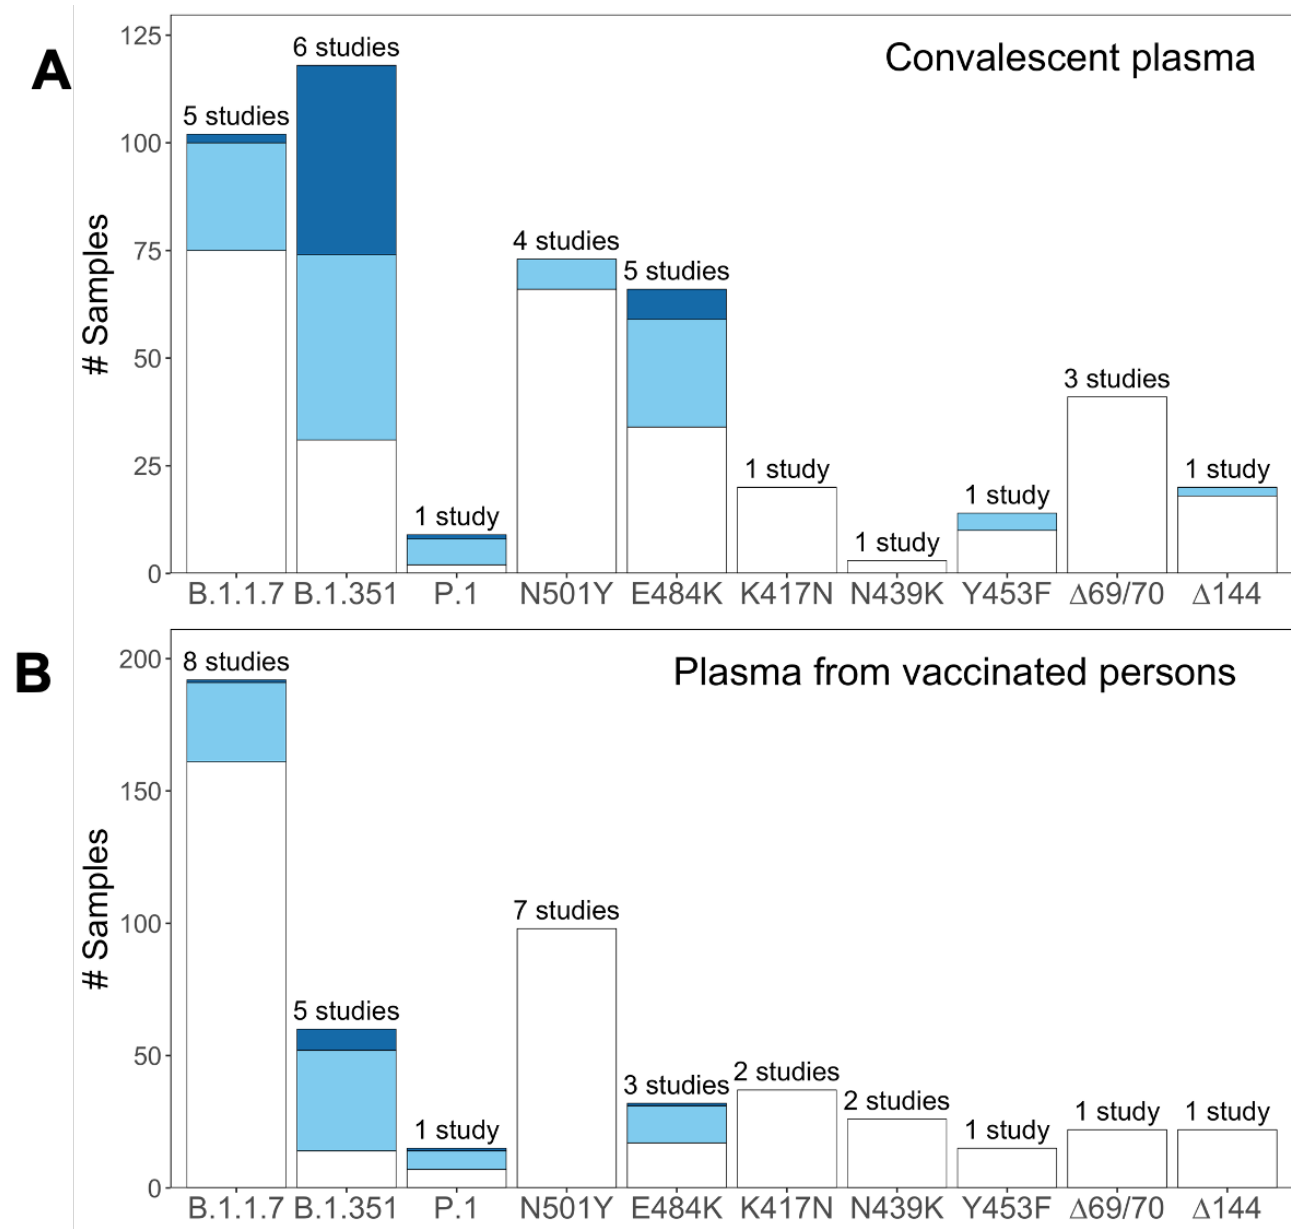 A
Convalescent plasma
# Samples
125
100
75
50
25
0
5 studies
6 studies
1 study
4 studies
5 studies
1 study
1 study
1 study
3 studies
1 study
B.1.1.7 B.1.351 P.1 N501Y E484K K417N N439K Y453F Δ69/70 Δ144
B
Plasma from vaccinated persons
# Samples
200
150
100
50
0
8 studies
5 studies
1 study
7 studies
3 studies
2 studies
2 studies
1 study
1 study
1 study
B.1.1.7 B.1.351 P.1 N501Y E484K K417N N439K Y453F Δ69/70 Δ144